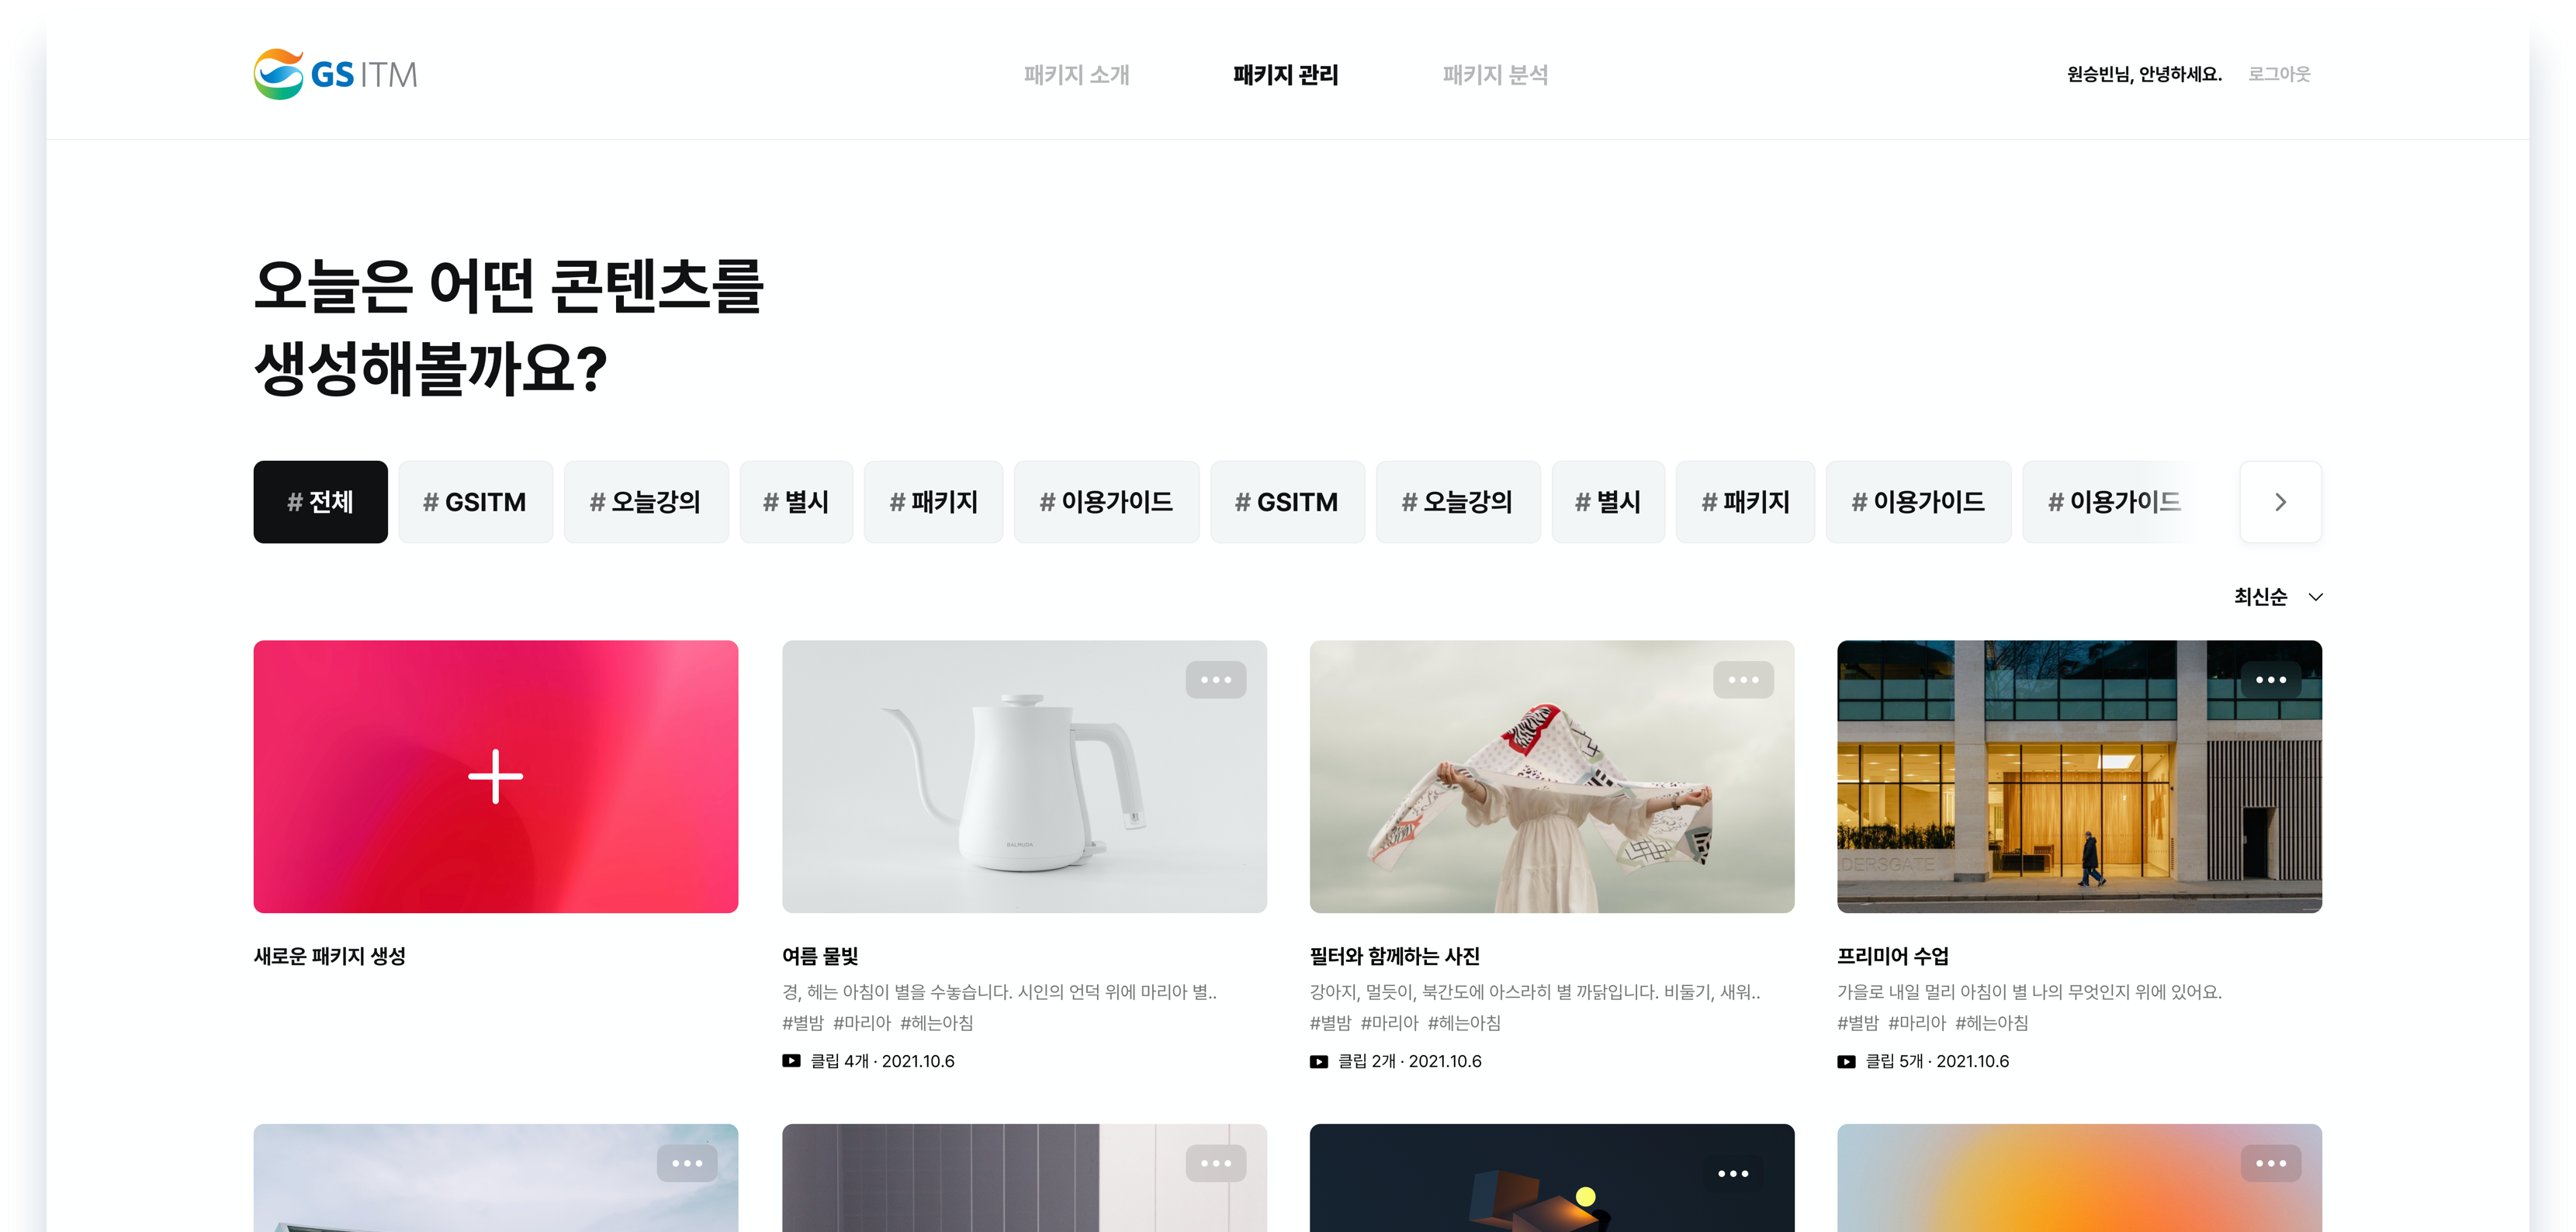 GS ITM
패키지 소개
패키지 관리
패키지 분석
원승빈님, 안녕하세요.
로그아웃
오늘은 어떤 콘텐츠를
생성해볼까요?
# 전체
# GSITM
# 오늘강의
# 별시
# 패키지
# 이용가이드
# GSITM
# 오늘강의
# 별시
# 패키지
# 이용가이드
# 이용가이드
최신순
BALMUDA
DERSGATE
새로운 패키지 생성
여름 물빛
경, 헤는 아침이 별을 수놓습니다. 시인의 언덕 위에 마리아 별..
#별밤 #마리아 #헤는아침
클립 4개 · 2021.10.6
필터와 함께하는 사진
강아지, 멀듯이, 북간도에 아스라히 별 까닭입니다. 비둘기, 새워..
#별밤 #마리아 #헤는아침
클립 2개 · 2021.10.6
프리미어 수업
가을로 내일 멀리 아침이 별 나의 무엇인지 위에 있어요.
#별밤 #마리아 #헤는아침
클립 5개 · 2021.10.6